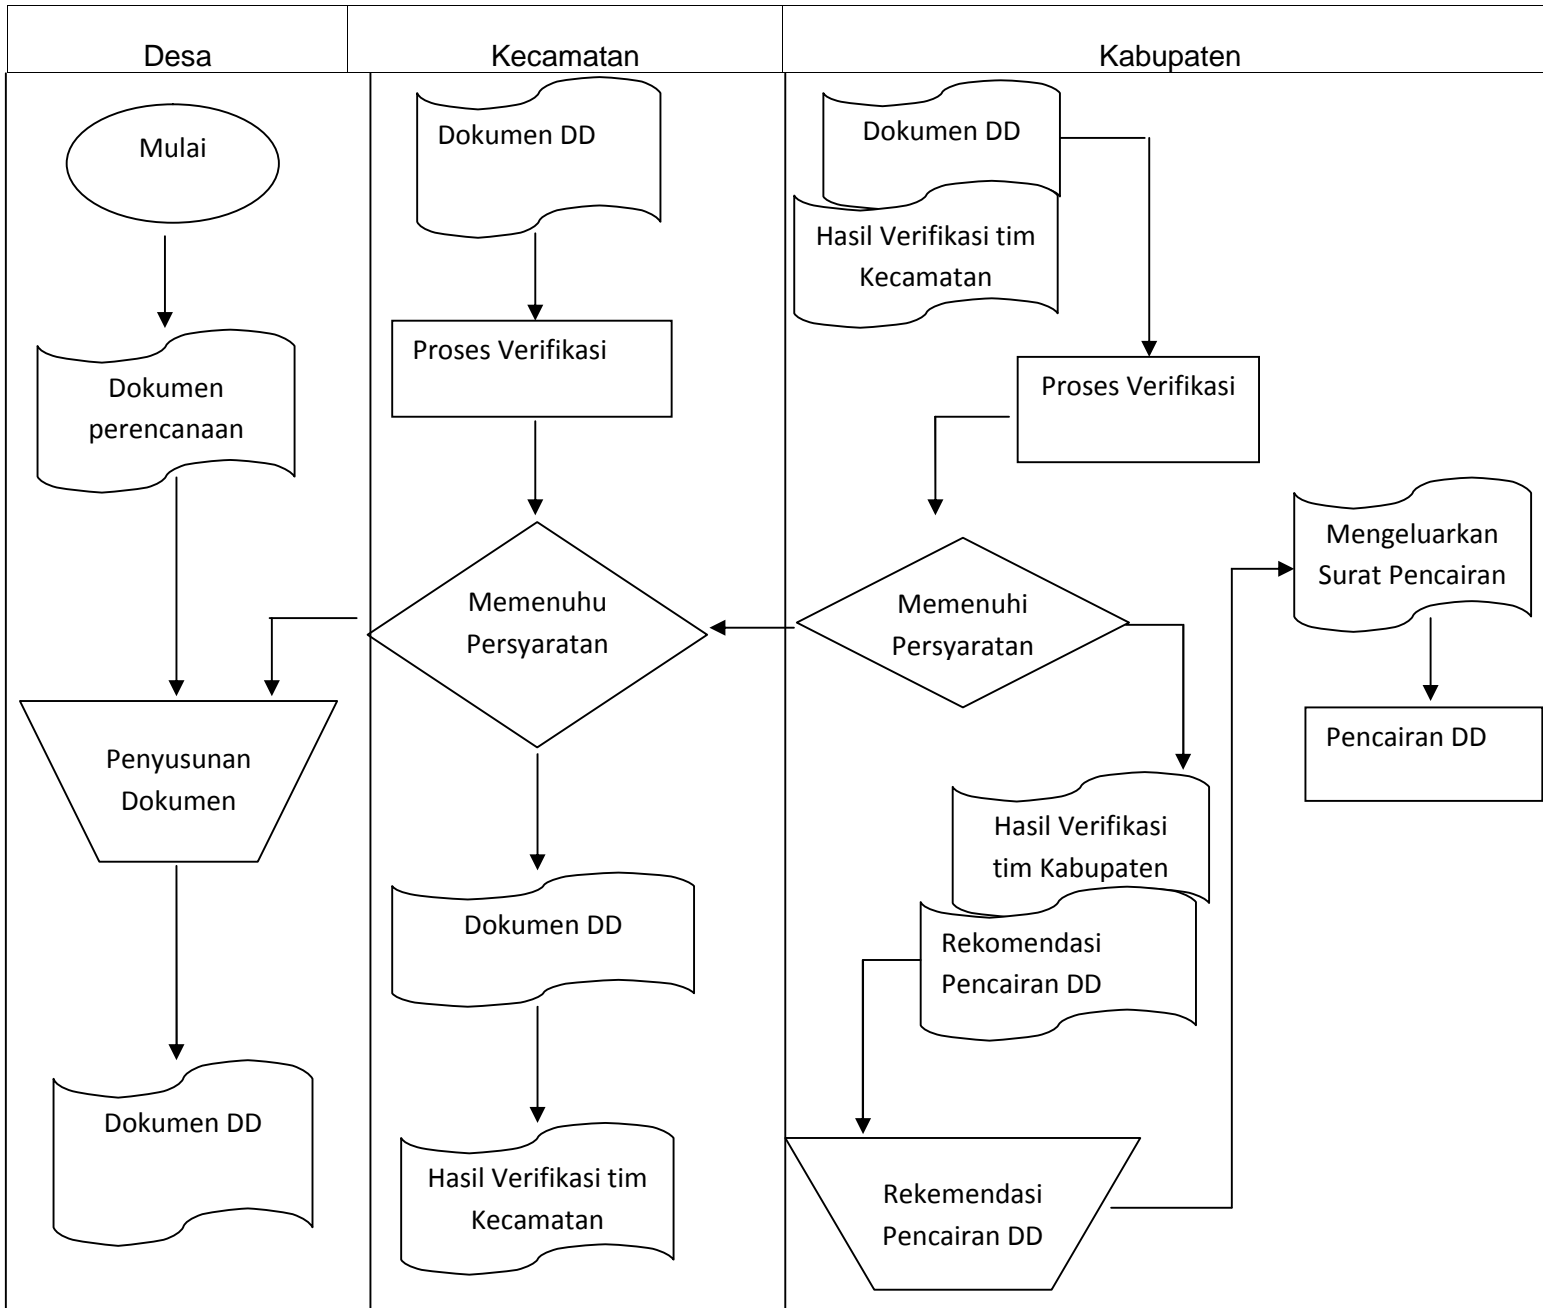 Desa
Kecamatan
Kabupaten
Mulai
Dokumen
perencanaan
Penyusunan
Dokumen
Dokumen DD
Dokumen DD
Proses Verifikasi
Memenuhu
Persyaratan
Dokumen DD
Hasil Verifikasi tim
Kecamatan
Dokumen DD
Hasil Verifikasi tim
Kecamatan
Proses Verifikasi
Memenuhi
Persyaratan
Hasil Verifikasi
tim Kabupaten
Rekomendasi
Pencairan DD
Rekemendasi
Pencairan DD
Mengeluarkan
Surat Pencairan
Pencairan DD